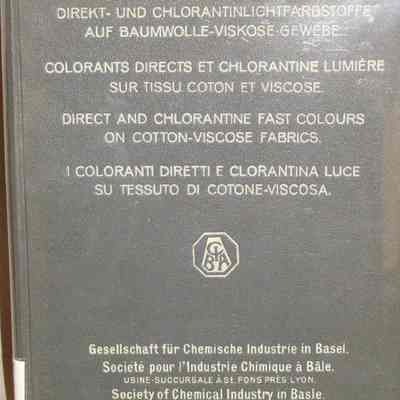 DIREKT- UND CHLORANTINLICHTFARBSTOFFE
AUF BAUMWOLLE-VISKOSE-GEWEBE.
COLORANTS DIRECTS ET CHLORANTINE LUMIÈRE
SUR TISSU COTON ET VISCOSE.
DIRECT AND CHLORANTINE FAST COLOURS
ON COTTON-VISCOSE FABRICS.
I COLORANTI DIRETTI E CLORANTINA LUCE
SU TESSUTO DI COTONE-VISCOSA.
CIBA
Gesellschaft für Chemische Industrie in Basel.
Société pour l'Industrie Chimique à Bâle.
USINE-SUCCURSALE À ST. FONS PRÈS LYON.
Society of Chemical Industry in Basle.